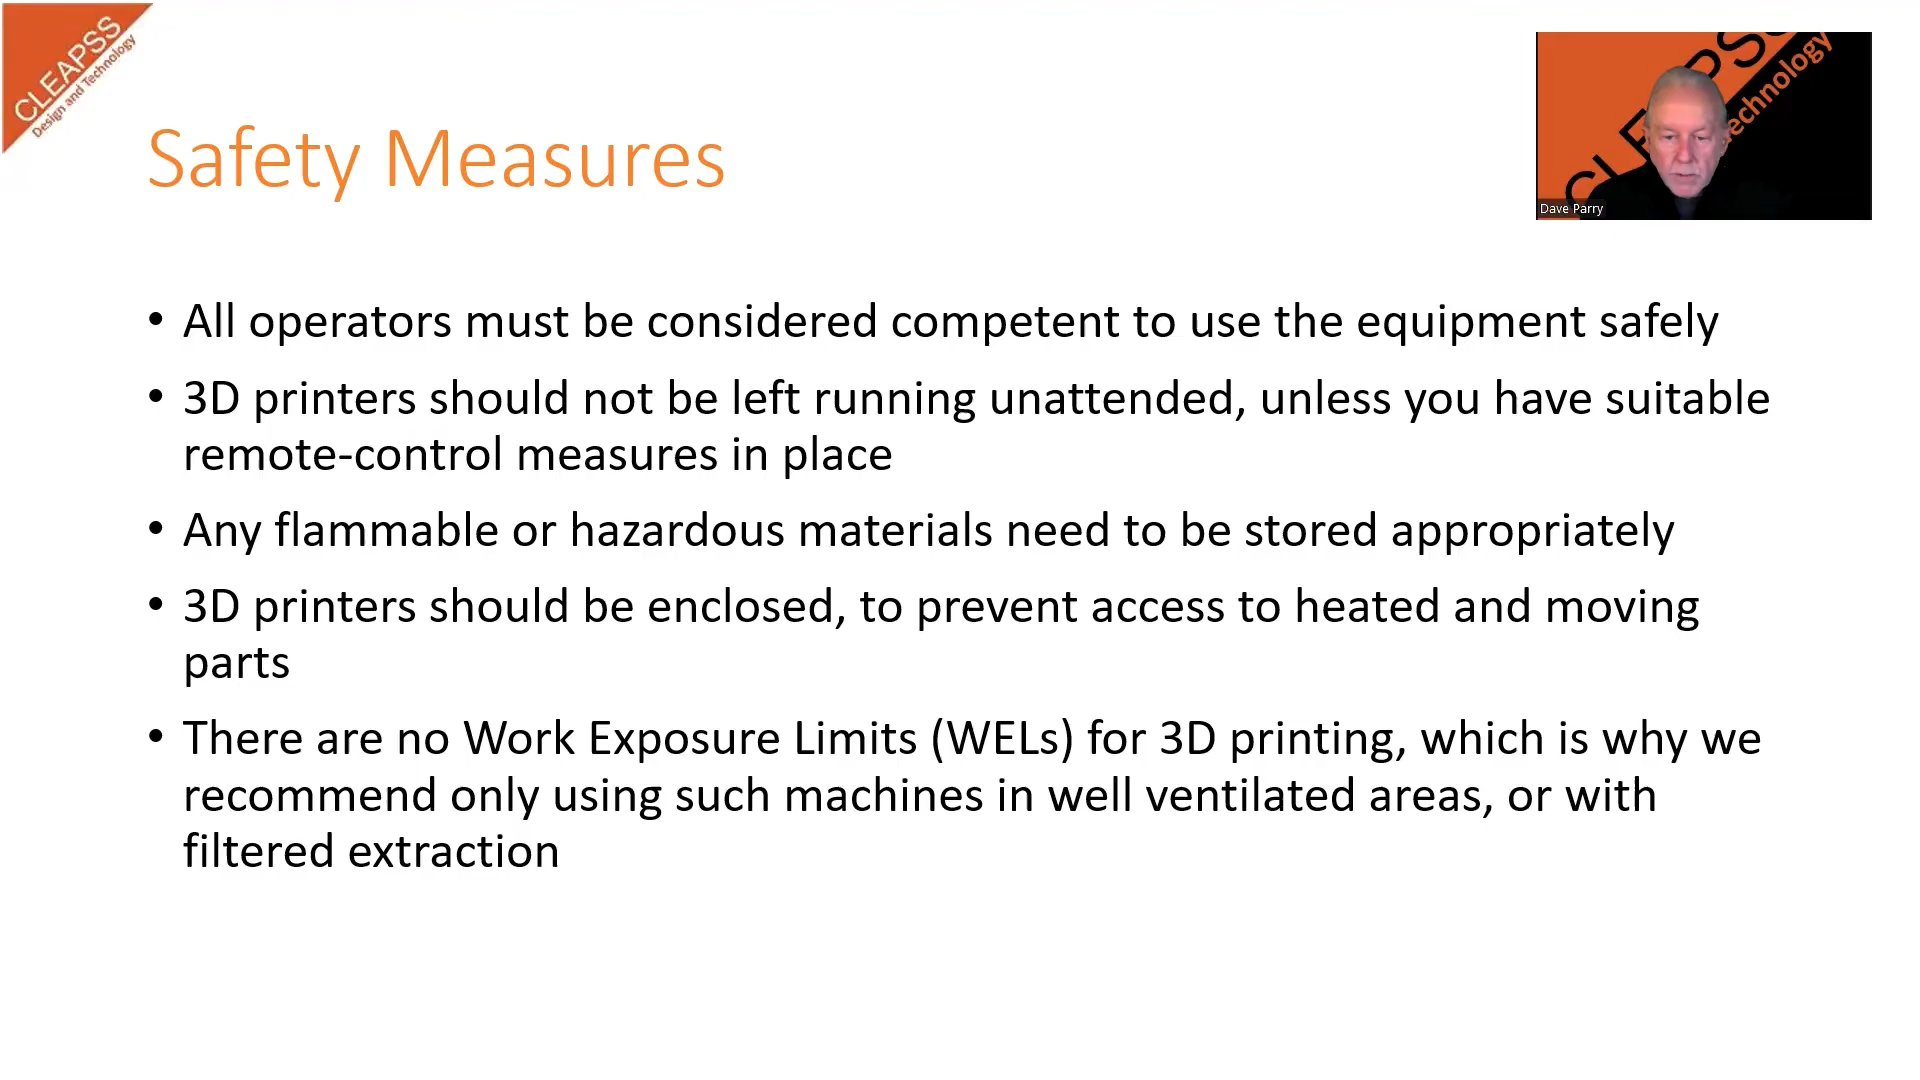 CLEAPSS
Design and Technology
Safety Measures
Dave Parry
• All operators must be considered competent to use the equipment safely
• 3D printers should not be left running unattended, unless you have suitable
remote-control measures in place
• Any flammable or hazardous materials need to be stored appropriately
• 3D printers should be enclosed, to prevent access to heated and moving
parts
• There are no Work Exposure Limits (WELs) for 3D printing, which is why we
recommend only using such machines in well ventilated areas, or with
filtered extraction